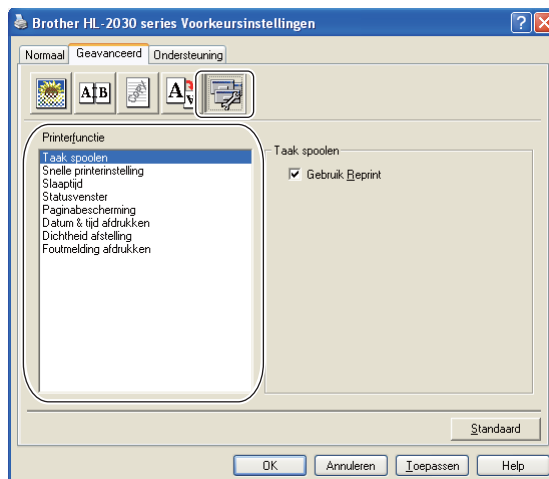 Brother HL-2030 series Voorkeursinstellingen
Normaal Geavanceerd Ondersteuning
Printerfunctie
Taak spoolen
Snelle printerinstelling
Slaaptijd
Statusvenster
Paginabescherming
Datum & tijd afdrukken
Dichtheid afstelling
Foutmelding afdrukken
Taak spoolen
Gebruik Reprint
Standaard
OK Annuleren Toepassen Help